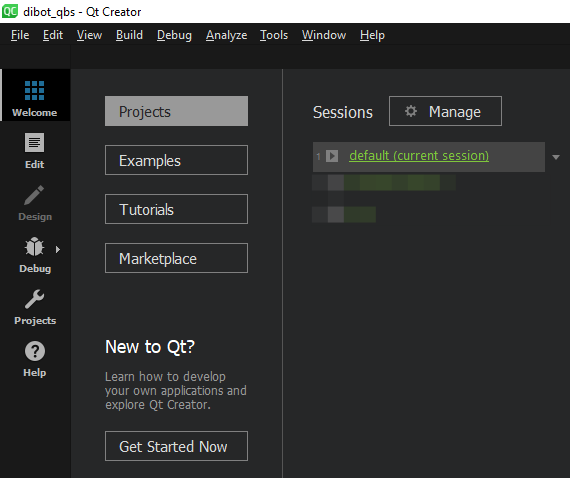 QC dibot_qbs - Qt Creator
File Edit View Build Debug Analyze Tools Window Help
Welcome
Edit
Design
Debug
Projects
Help
Projects
Examples
Tutorials
Marketplace
New to Qt?
Learn how to develop
your own applications and
explore Qt Creator.
Get Started Now
Sessions
Manage
1 default (current session)